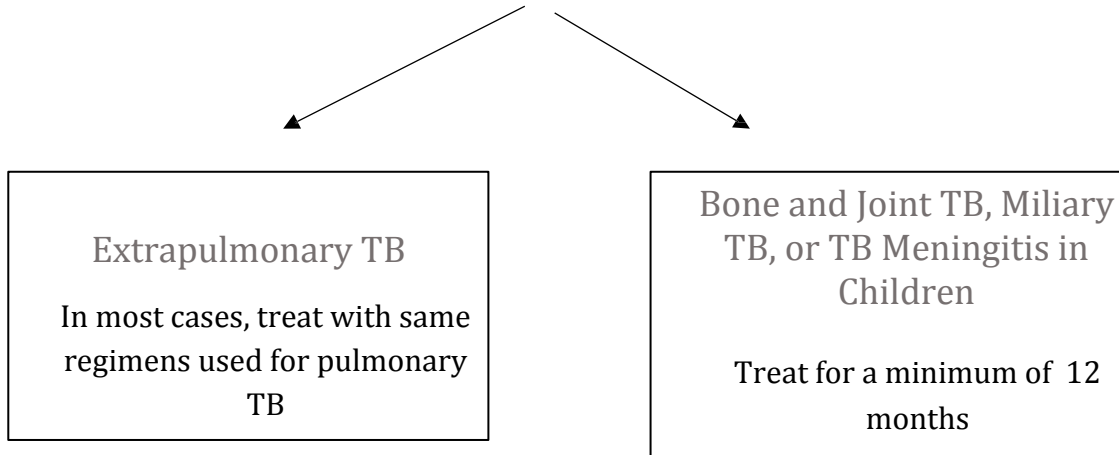 Extrapulmonary TB
In most cases, treat with same
regimens used for pulmonary
TB
Bone and Joint TB, Miliary
TB, or TB Meningitis in
Children
Treat for a minimum of 12
months